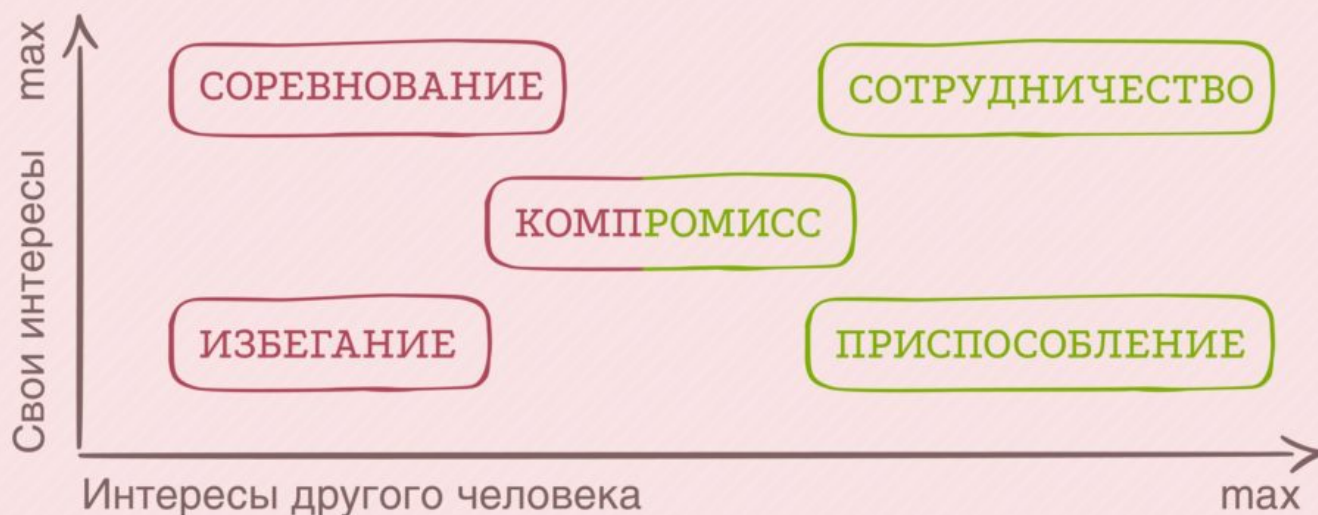 Свои интересы max
СОРЕВНОВАНИЕ
СОТРУДНИЧЕСТВО
КОМПРОМИСС
ИЗБЕГАНИЕ
ПРИСПОСОБЛЕНИЕ
Интересы другого человека max